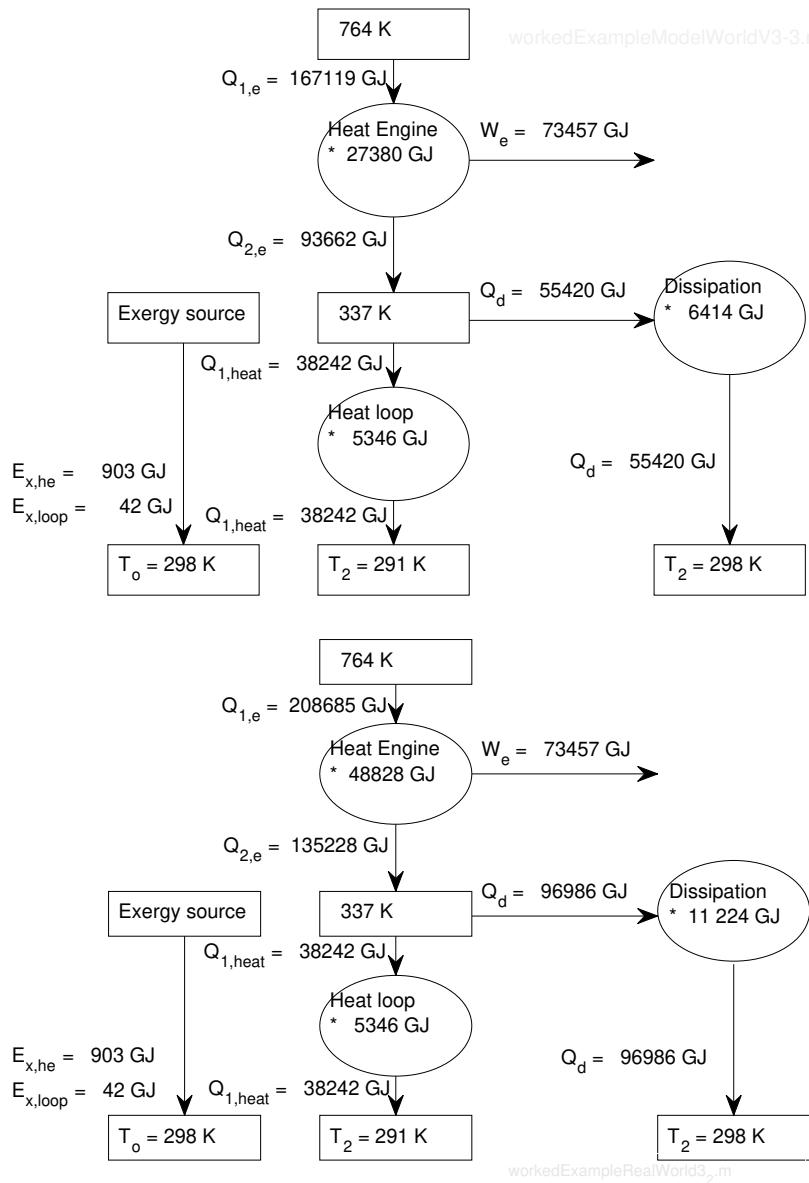 764 K
workedExampleModelWorldV3-3.
Q1,e = 167119 GJ
Heat Engine
* 27380 GJ
We = 73457 GJ
Q2,e = 93662 GJ
Exergy source
337 K
Qd = 55420 GJ
Dissipation
* 6414 GJ
Q1,heat = 38242 GJ
Heat loop
* 5346 GJ
Ex,he = 903 GJ
Ex,loop = 42 GJ
Qd = 55420 GJ
Q1,heat = 38242 GJ
To = 298 K
T2 = 291 K
T2 = 298 K
764 K
Q1,e = 208685 GJ
Heat Engine
* 48828 GJ
We = 73457 GJ
Q2,e = 135228 GJ
Exergy source
337 K
Qd = 96986 GJ
Dissipation
* 11 224 GJ
Q1,heat = 38242 GJ
Heat loop
* 5346 GJ
Ex,he = 903 GJ
Ex,loop = 42 GJ
Qd = 96986 GJ
Q1,heat = 38242 GJ
To = 298 K
T2 = 291 K
T2 = 298 K
workedExampleRealWorld32.m